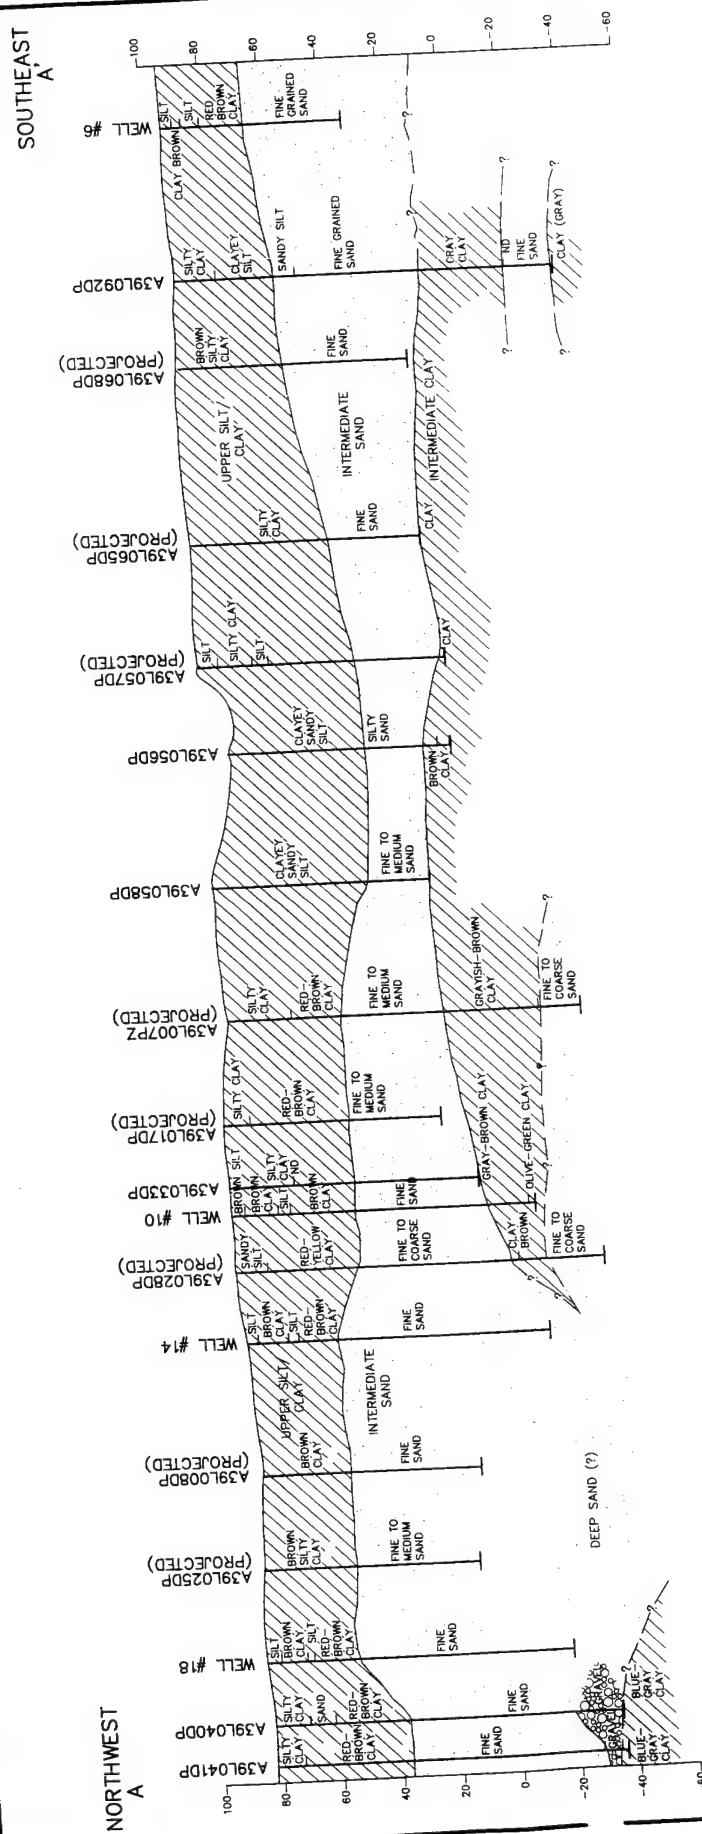 NORTHWEST
A
SOUTHEAST
A'
100
80
60
40
20
0
-20
-40
-60
A39L041DP
SILTY
CLAY
RED-
BROWN
CLAY
FINE
SAND
GRAVEL
BLUE-
GRAY
CLAY
A39L040DP
SILTY
CLAY
SAND
RED-
BROWN
CLAY
FINE
SAND
GRAVEL
BLUE-
GRAY
CLAY
?
?
WELL #18
SILT
BROWN
CLAY
SILT
RED-
BROWN
CLAY
FINE
SAND
A39L025DP
(PROJECTED)
BROWN
SILTY
CLAY
FINE TO
MEDIUM
SAND
A39L008DP
(PROJECTED)
BROWN
CLAY
FINE
SAND
DEEP SAND (?)
UPPER SILT/
CLAY
INTERMEDIATE
SAND
WELL #14
SILT
BROWN
CLAY
SILT
RED-
BROWN
CLAY
FINE
SAND
A39L028DP
(PROJECTED)
SANDY
SILT
RED-
YELLOW
CLAY
FINE TO
COARSE
SAND
CLAY
BROWN
FINE TO
COARSE
SAND
?
?
WELL #10
BROWN SILT
BROWN
CLAY
SILT
BROWN
CLAY
FINE
SAND
OLIVE-GREEN CLAY
?
A39L033DP
SILTY
CLAY
ND
GRAY-BROWN CLAY
A39L017DP
(PROJECTED)
SILTY CLAY
RED-
BROWN
CLAY
FINE TO
MEDIUM
SAND
A39L007PZ
(PROJECTED)
SILTY
CLAY
RED-
BROWN
CLAY
FINE TO
MEDIUM
SAND
GRAYISH-BROWN
CLAY
FINE TO
COARSE
SAND
?
A39L058DP
CLAYEY
SANDY
SILT
FINE TO
MEDIUM
SAND
A39L056DP
CLAYEY
SANDY
SILT
SILTY
SAND
BROWN
CLAY
A39L057DP
(PROJECTED)
SILT
SILTY CLAY
SILT
CLAY
A39L065DP
(PROJECTED)
SILTY
CLAY
FINE
SAND
CLAY
UPPER SILT/
CLAY
INTERMEDIATE
SAND
INTERMEDIATE CLAY
A39L068DP
(PROJECTED)
BROWN
SILTY
CLAY
FINE
SAND
A39L092DP
SILTY
CLAY
CLAYEY
SILT
SANDY SILT
FINE GRAINED
SAND
GRAY
CLAY
ND
FINE
SAND
CLAY (GRAY)
?
?
?
?
?
?
WELL #6
SILT
CLAY BROWN
SILT
RED
BROWN
CLAY
FINE
GRAINED
SAND
100
80
60
40
20
0
-20
-40
-60